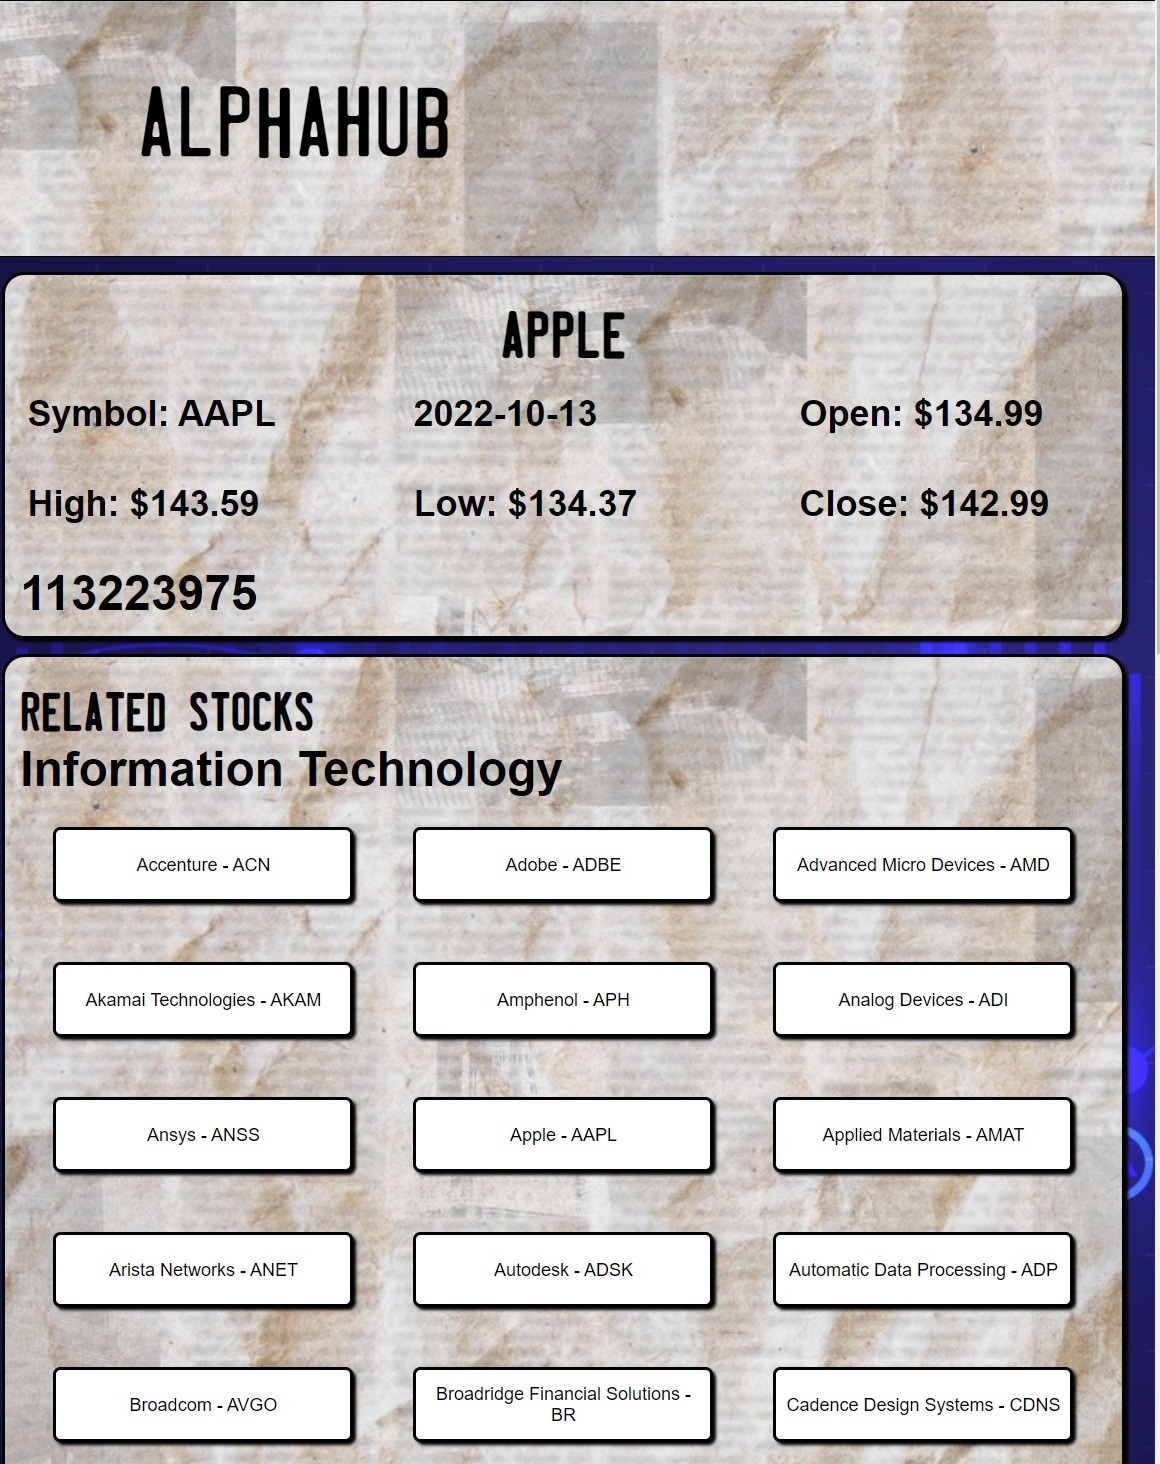 ALPHAHUB
APPLE
Symbol: AAPL 2022-10-13 Open: $134.99
High: $143.59 Low: $134.37 Close: $142.99
113223975
RELATED STOCKS
Information Technology
Accenture - ACN
Adobe - ADBE
Advanced Micro Devices - AMD
Akamai Technologies - AKAM
Amphenol - APH
Analog Devices - ADI
Ansys - ANSS
Apple - AAPL
Applied Materials - AMAT
Arista Networks - ANET
Autodesk - ADSK
Automatic Data Processing - ADP
Broadcom - AVGO
Broadridge Financial Solutions -
BR
Cadence Design Systems - CDNS